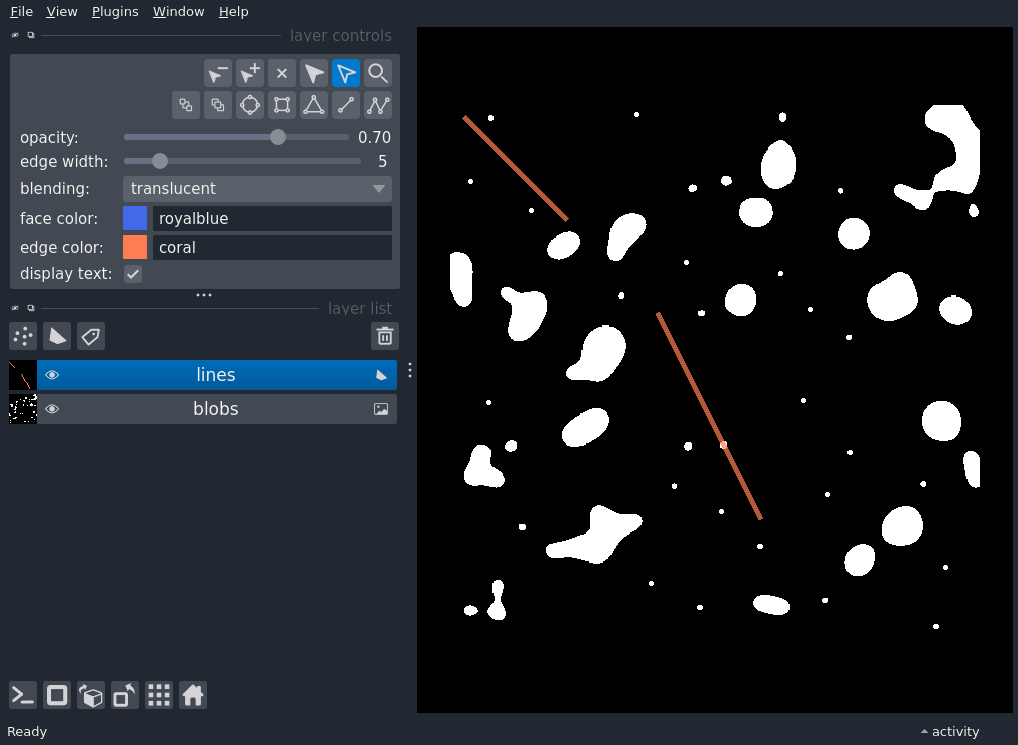 File View Plugins Window Help
layer controls
opacity: 0.70
edge width: 5
blending: translucent
face color: royalblue
edge color: coral
display text:
layer list
lines
blobs
Ready
activity